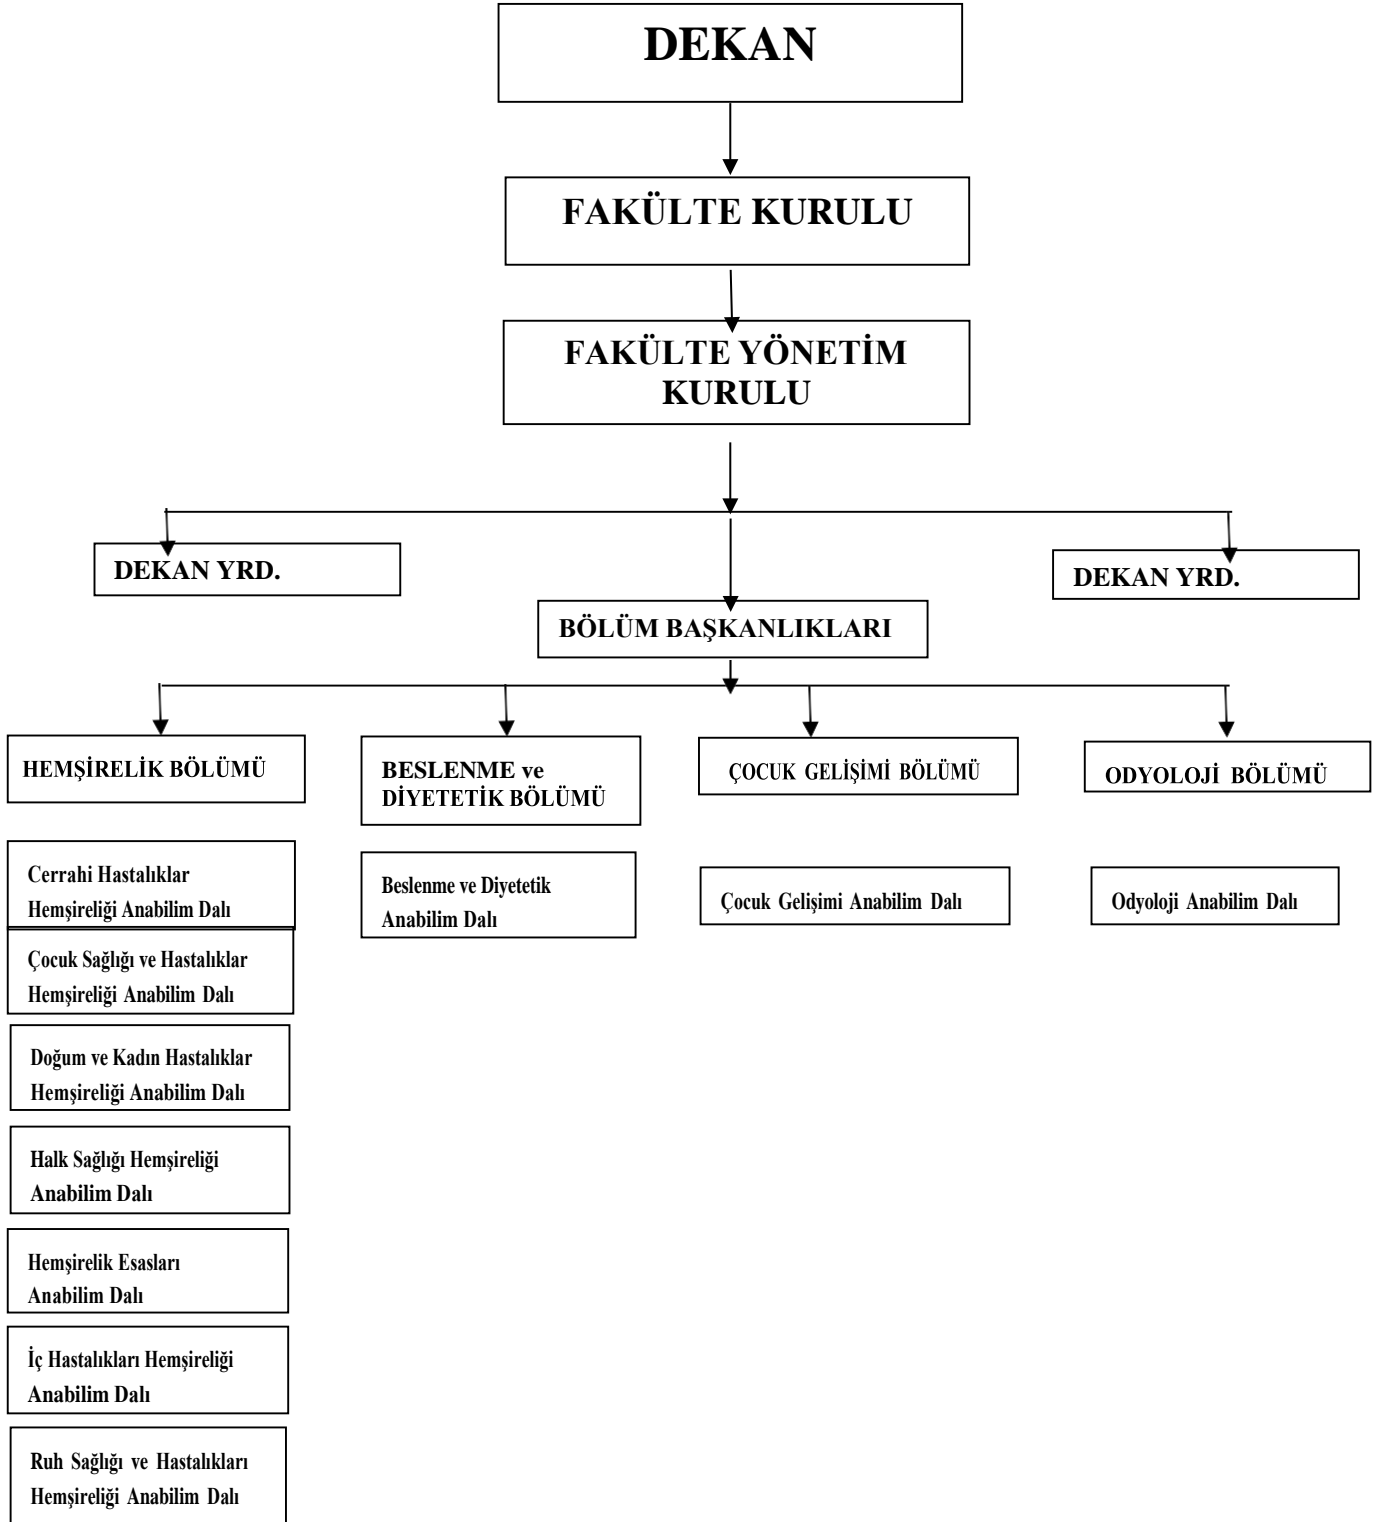 DEKAN
FAKÜLTE KURULU
FAKÜLTE YÖNETİM
KURULU
DEKAN YRD.
DEKAN YRD.
BÖLÜM BAŞKANLIKLARI
HEMŞİRELİK BÖLÜMÜ
BESLENME ve
DİYETETİK BÖLÜMÜ
ÇOCUK GELİŞİMİ BÖLÜMÜ
ODYOLOJİ BÖLÜMÜ
Cerrahi Hastalıklar
Hemşireliği Anabilim Dalı
Beslenme ve Diyetetik
Anabilim Dalı
Çocuk Gelişimi Anabilim Dalı
Odyoloji Anabilim Dalı
Çocuk Sağlığı ve Hastalıklar
Hemşireliği Anabilim Dalı
Doğum ve Kadın Hastalıklar
Hemşireliği Anabilim Dalı
Halk Sağlığı Hemşireliği
Anabilim Dalı
Hemşirelik Esasları
Anabilim Dalı
İç Hastalıkları Hemşireliği
Anabilim Dalı
Ruh Sağlığı ve Hastalıkları
Hemşireliği Anabilim Dalı